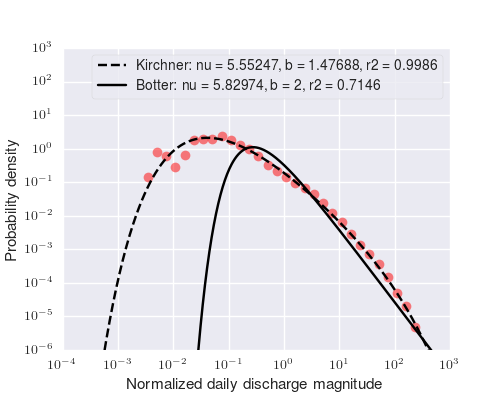 Kirchner: nu = 5.55247, b = 1.47688, r2 = 0.9986
Botter: nu = 5.82974, b = 2, r2 = 0.7146
Probability density
10³
10²
10¹
10⁰
10⁻¹
10⁻²
10⁻³
10⁻⁴
10⁻⁵
10⁻⁶
10⁻⁴ 10⁻³ 10⁻² 10⁻¹ 10⁰ 10¹ 10² 10³
Normalized daily discharge magnitude